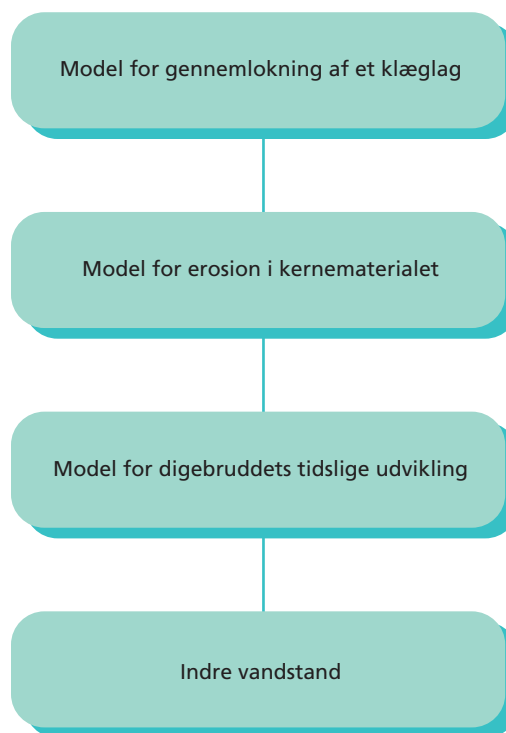 Model for gennemlokning af et klæglag
Model for erosion i kernematerialet
Model for digebruddets tidslige udvikling
Indre vandstand